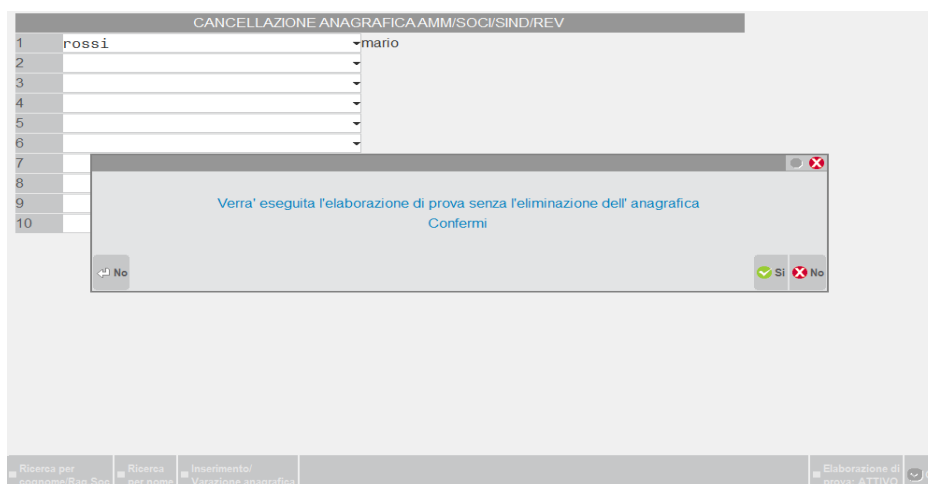 CANCELLAZIONE ANAGRAFICA AMM/SOCI/SIND/REV
1 rossi mario
2
3
4
5
6
7
8
9
10
Verra' eseguita l'elaborazione di prova senza l'eliminazione dell' anagrafica
Confermi
No Si No
Ricerca per Ricerca Inserimento/ Elaborazione di
cognome/Rag.Soc per nome Varazione anagrafica prova: ATTIVO